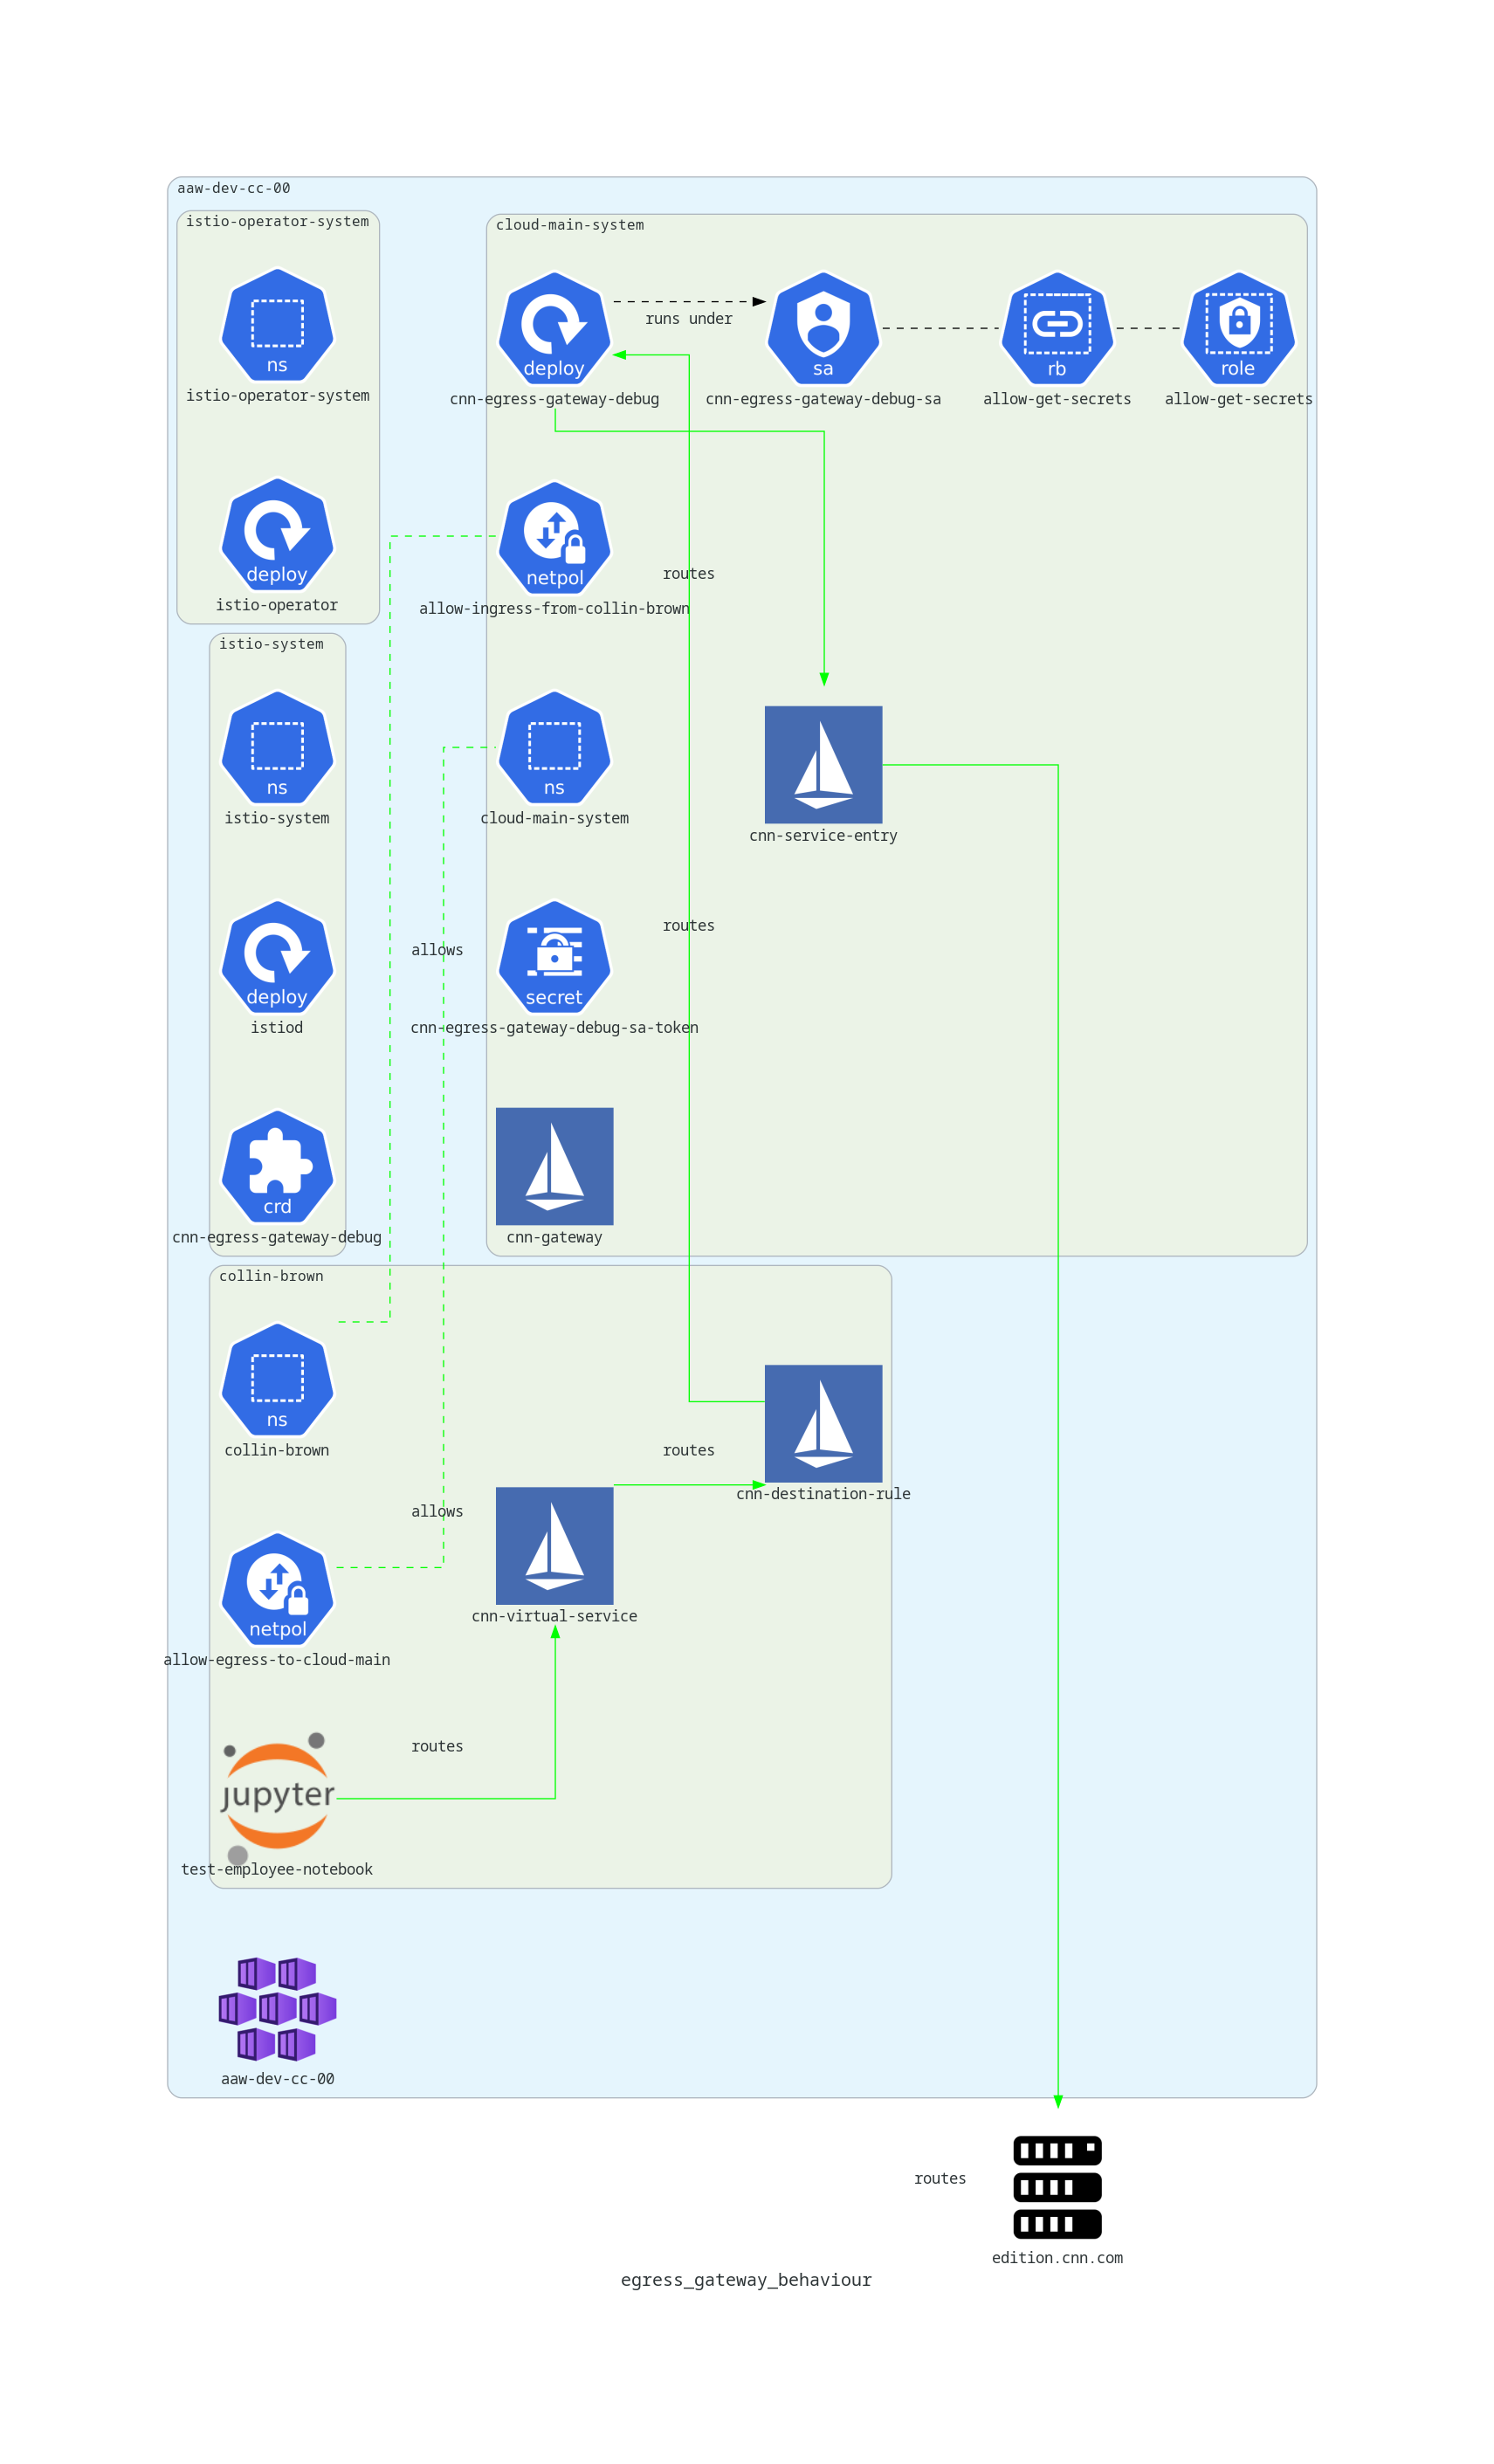 aaw-dev-cc-00
istio-operator-system
ns
istio-operator-system
deploy
istio-operator
cloud-main-system
deploy
cnn-egress-gateway-debug
runs under
sa
cnn-egress-gateway-debug-sa
rb
allow-get-secrets
role
allow-get-secrets
netpol
allow-ingress-from-collin-brown
routes
ns
cloud-main-system
cnn-service-entry
secret
cnn-egress-gateway-debug-sa-token
routes
cnn-gateway
istio-system
ns
istio-system
deploy
istiod
crd
cnn-egress-gateway-debug
allows
collin-brown
ns
collin-brown
routes
cnn-destination-rule
allows
cnn-virtual-service
netpol
allow-egress-to-cloud-main
routes
jupyter
test-employee-notebook
aaw-dev-cc-00
routes
edition.cnn.com
egress_gateway_behaviour